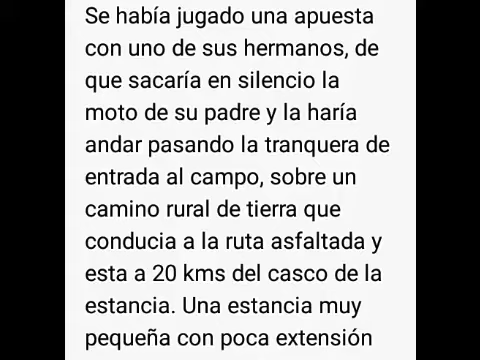 Se había jugado una apuesta
con uno de sus hermanos, de
que sacaría en silencio la
moto de su padre y la haría
andar pasando la tranquera de
entrada al campo, sobre un
camino rural de tierra que
conducia a la ruta asfaltada y
esta a 20 kms del casco de la
estancia. Una estancia muy
pequeña con poca extensión